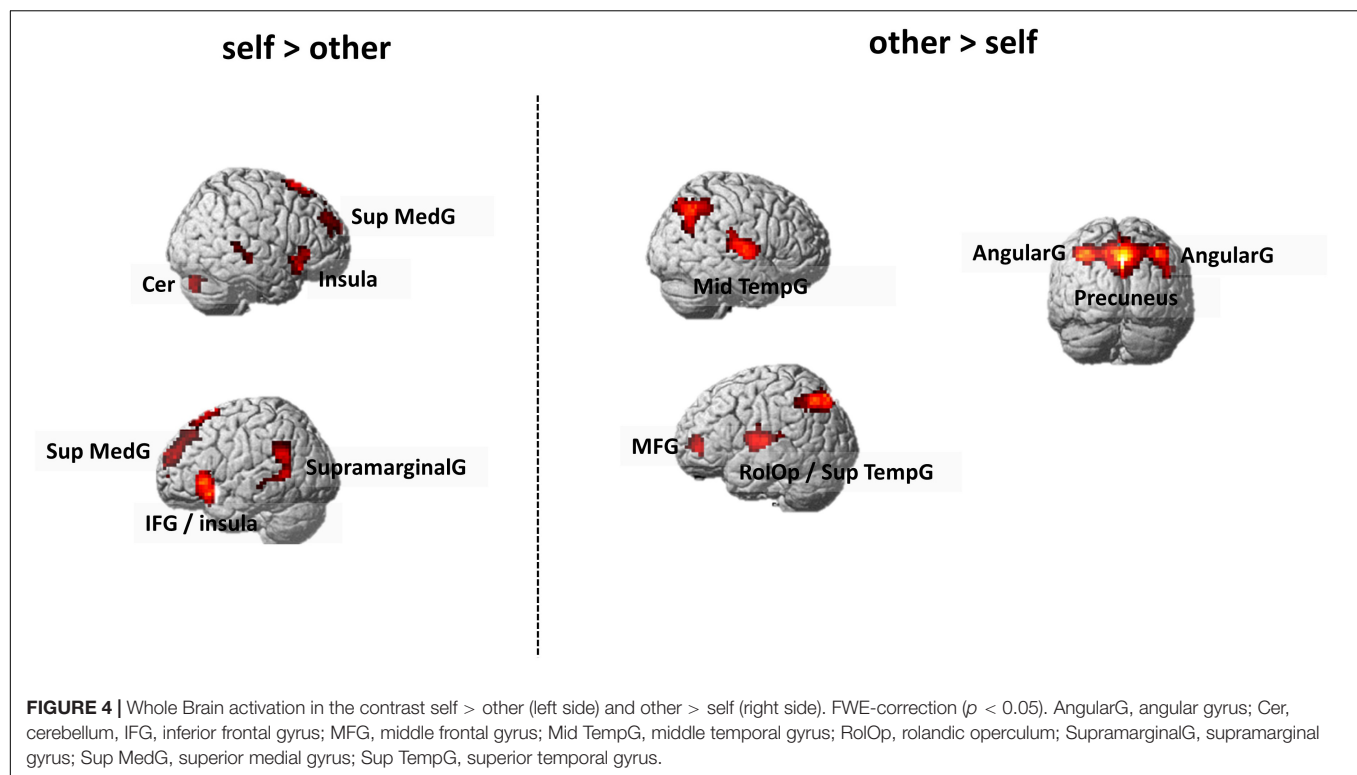 self > other
other > self
Sup MedG
Cer
Insula
Sup MedG
SupramarginalG
IFG / insula
Mid TempG
AngularG
AngularG
Precuneus
MFG
RolOp / Sup TempG
FIGURE 4 | Whole Brain activation in the contrast self > other (left side) and other > self (right side). FWE-correction (p < 0.05). AngularG, angular gyrus; Cer,
cerebellum, IFG, inferior frontal gyrus; MFG, middle frontal gyrus; Mid TempG, middle temporal gyrus; RolOp, rolandic operculum; SupramarginalG, supramarginal
gyrus; Sup MedG, superior medial gyrus; Sup TempG, superior temporal gyrus.